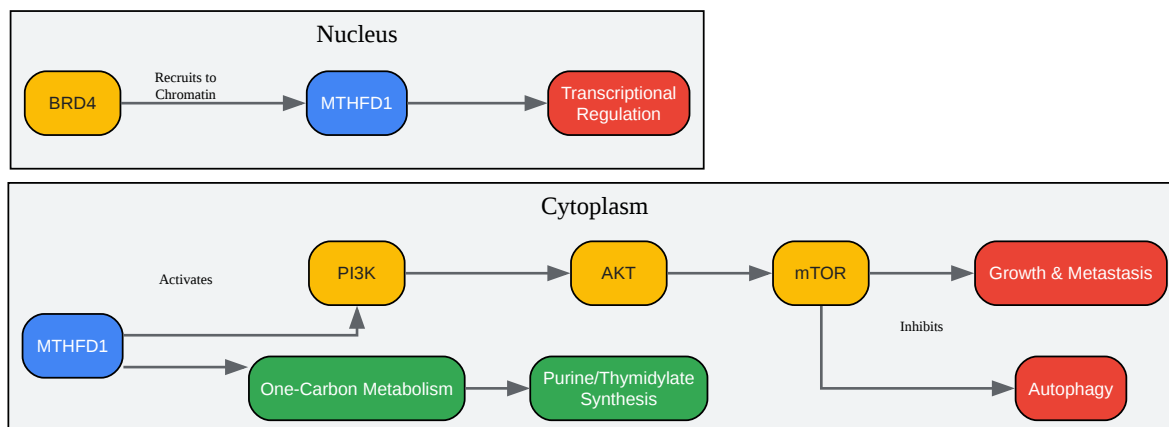 Nucleus
BRD4
Recruits to
Chromatin
MTHFD1
Transcriptional
Regulation
Cytoplasm
Activates
PI3K
AKT
mTOR
Growth & Metastasis
MTHFD1
Inhibits
One-Carbon Metabolism
Purine/Thymidylate
Synthesis
Autophagy